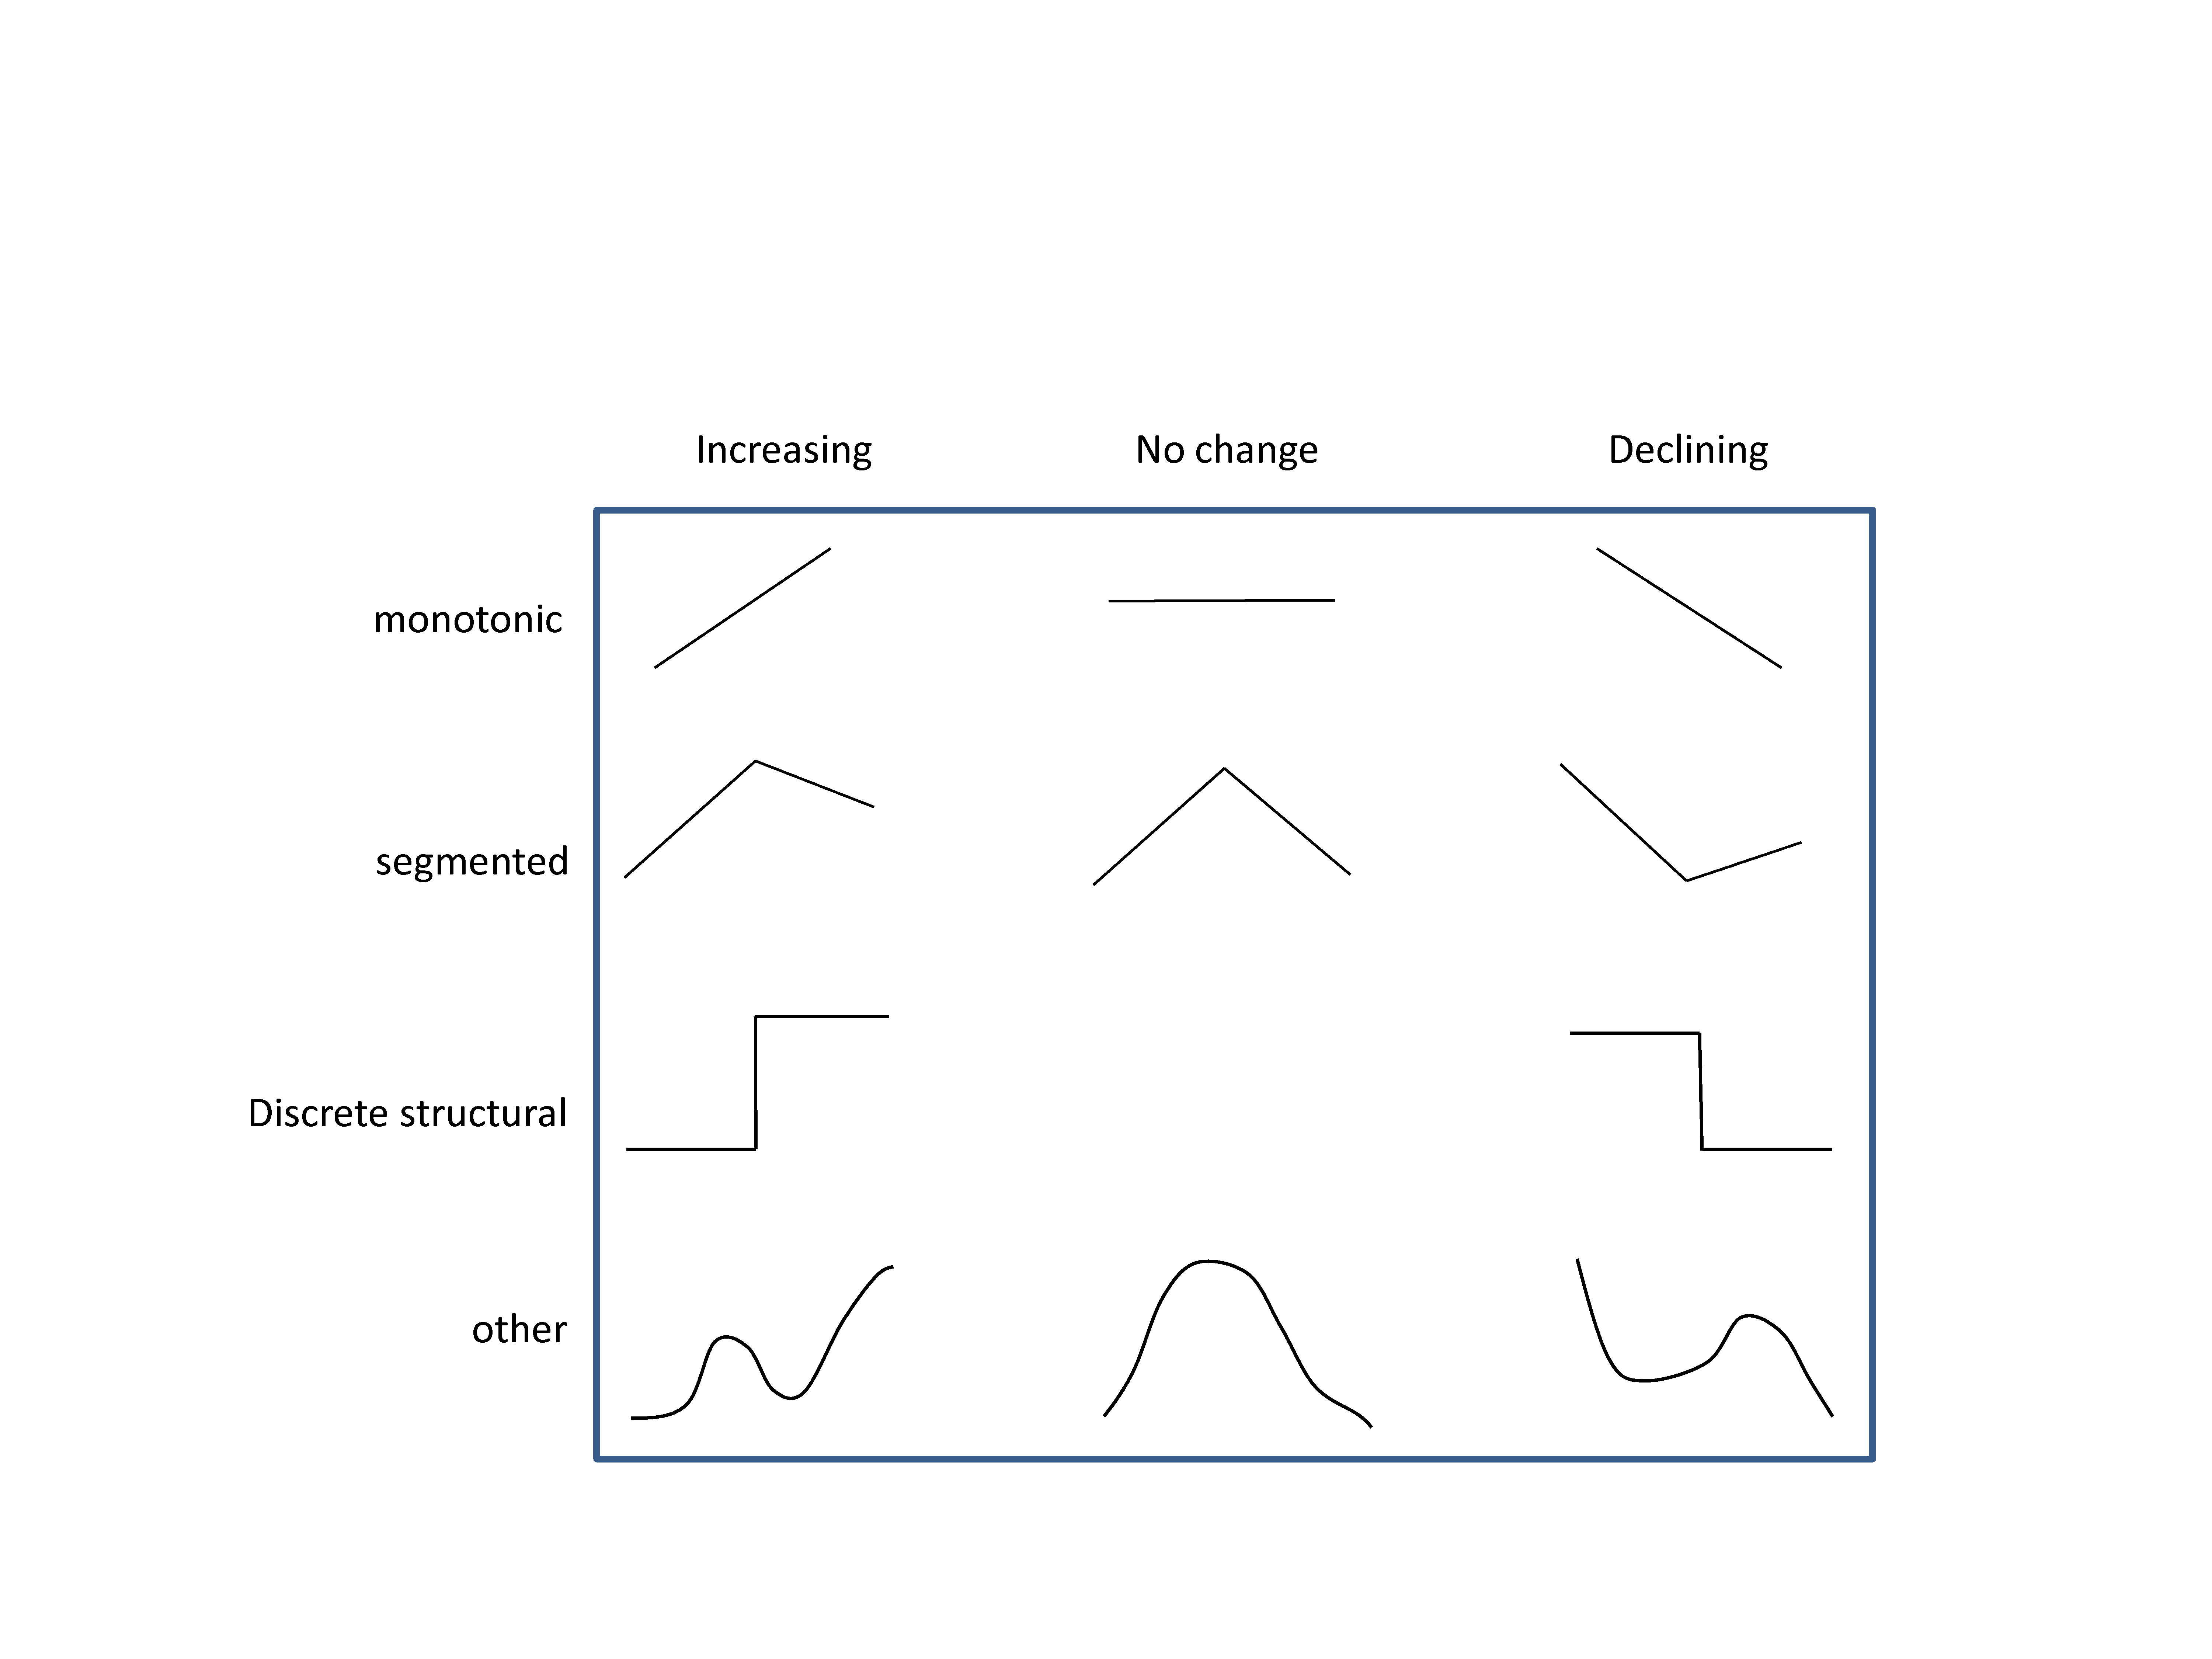 Increasing No change Declining
monotonic
segmented
Discrete structural
other